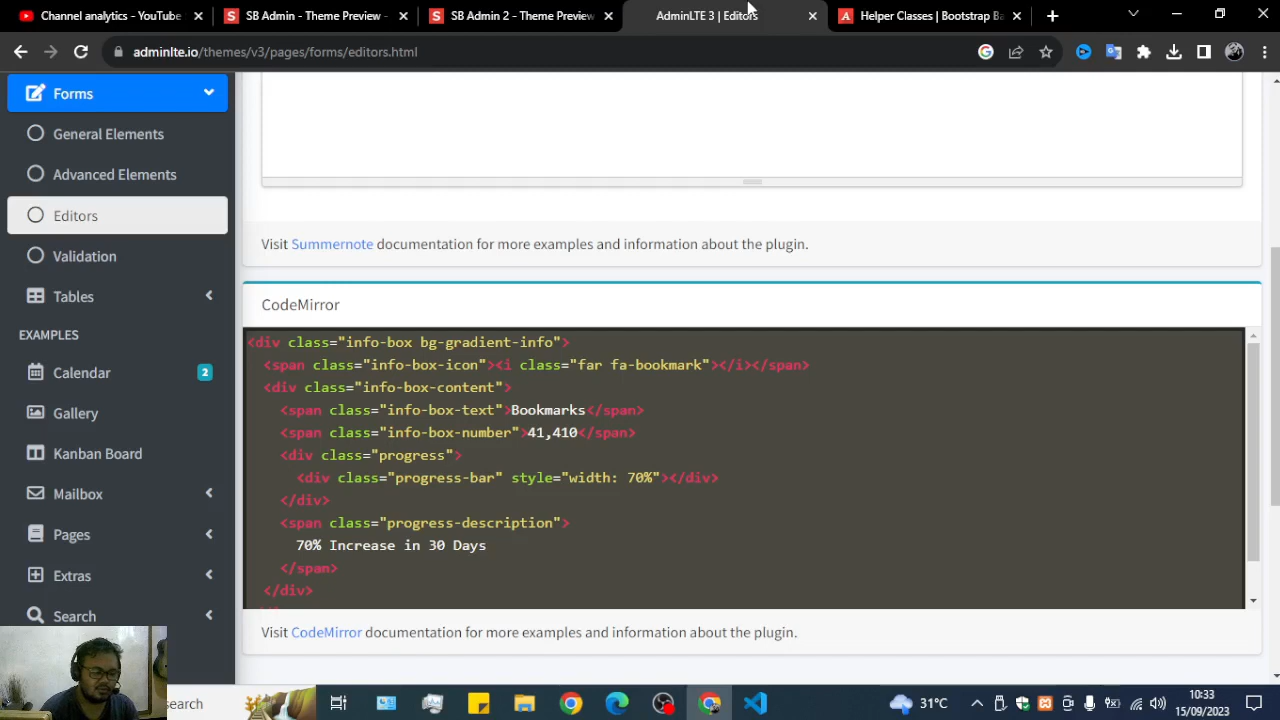 Channel analytics - YouTube
SB Admin - Theme Preview -
SB Admin 2 - Theme Preview
AdminLTE 3 | Editors
Helper Classes | Bootstrap Ba
adminlte.io/themes/v3/pages/forms/editors.html
Forms
General Elements
Advanced Elements
Editors
Validation
Tables
EXAMPLES
Calendar 2
Gallery
Kanban Board
Mailbox
Pages
Extras
Search
Visit Summernote documentation for more examples and information about the plugin.
CodeMirror
<div class="info-box bg-gradient-info">
<span class="info-box-icon"><i class="far fa-bookmark"></i></span>
<div class="info-box-content">
<span class="info-box-text">Bookmarks</span>
<span class="info-box-number">41,410</span>
<div class="progress">
<div class="progress-bar" style="width: 70%"></div>
</div>
<span class="progress-description">
70% Increase in 30 Days
</span>
</div>
Visit CodeMirror documentation for more examples and information about the plugin.
search
31°C
10:33
15/09/2023